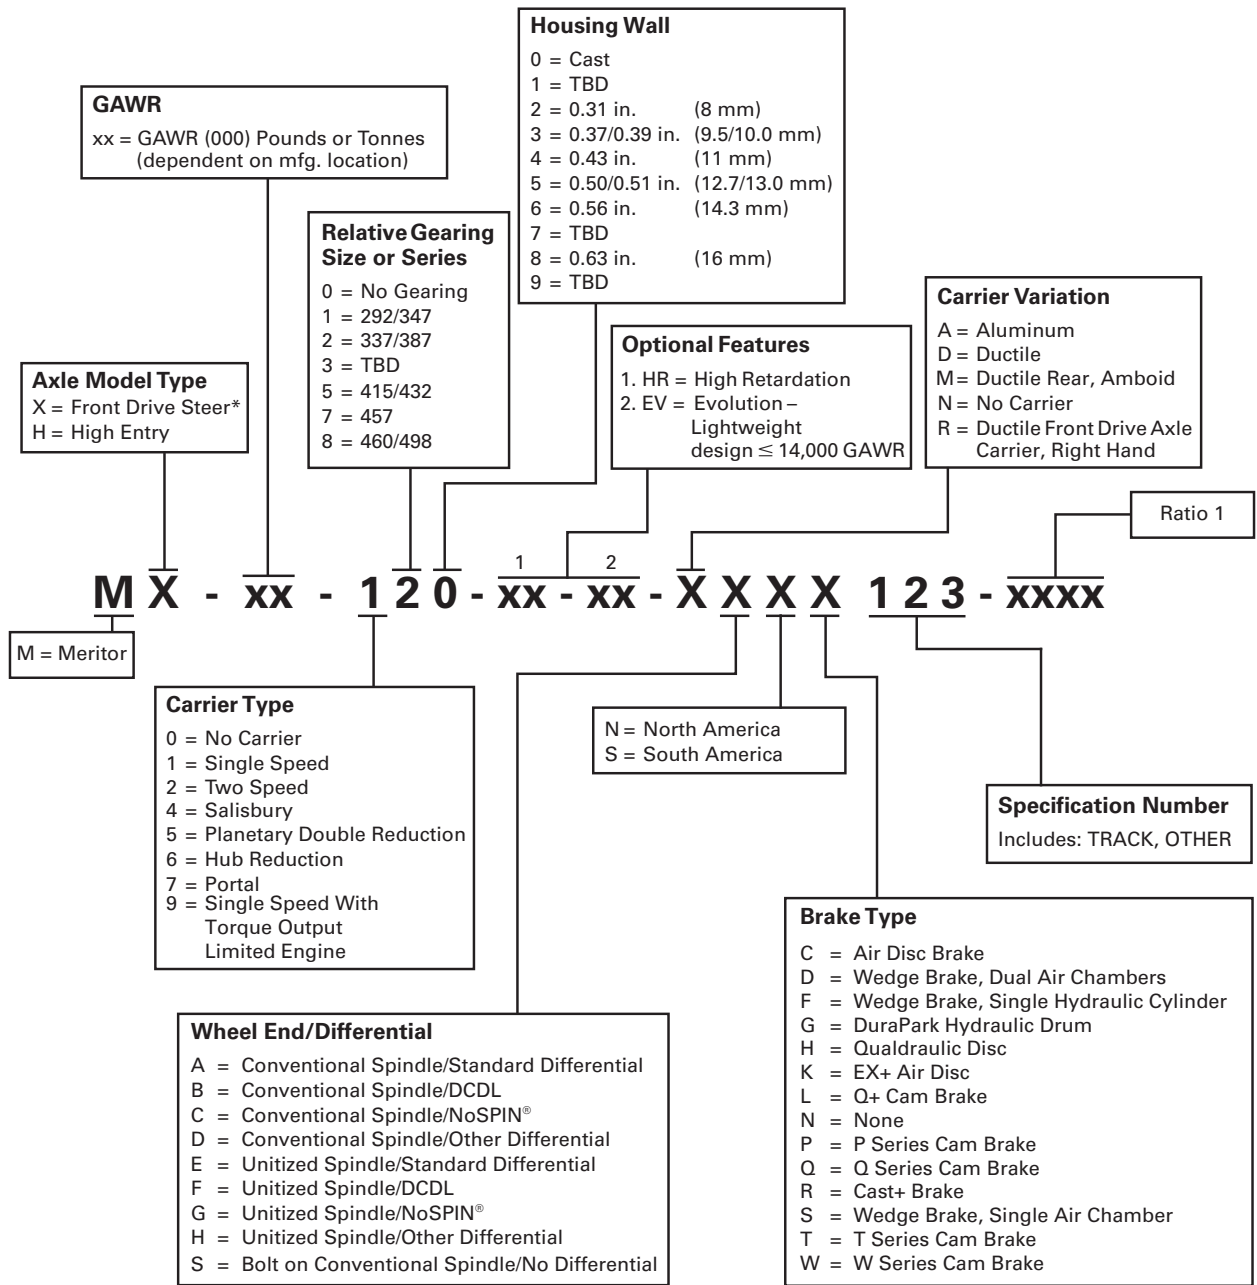 Housing Wall
0 = Cast
1 = TBD
2 = 0.31 in. (8 mm)
3 = 0.37/0.39 in. (9.5/10.0 mm)
4 = 0.43 in. (11 mm)
5 = 0.50/0.51 in. (12.7/13.0 mm)
6 = 0.56 in. (14.3 mm)
7 = TBD
8 = 0.63 in. (16 mm)
9 = TBD
GAWR
xx = GAWR (000) Pounds or Tonnes
(dependent on mfg. location)
Relative Gearing
Size or Series
0 = No Gearing
1 = 292/347
2 = 337/387
3 = TBD
5 = 415/432
7 = 457
8 = 460/498
Carrier Variation
A = Aluminum
D = Ductile
M = Ductile Rear, Amboid
N = No Carrier
R = Ductile Front Drive Axle
Carrier, Right Hand
Optional Features
1. HR = High Retardation
2. EV = Evolution –
Lightweight
design ≤ 14,000 GAWR
Axle Model Type
X = Front Drive Steer*
H = High Entry
Ratio 1
1 2
M X - xx - 1 2 0 - xx - xx - X X X X 1 2 3 - xxxx
M = Meritor
Carrier Type
0 = No Carrier
1 = Single Speed
2 = Two Speed
4 = Salisbury
5 = Planetary Double Reduction
6 = Hub Reduction
7 = Portal
9 = Single Speed With
Torque Output
Limited Engine
N = North America
S = South America
Specification Number
Includes: TRACK, OTHER
Brake Type
C = Air Disc Brake
D = Wedge Brake, Dual Air Chambers
F = Wedge Brake, Single Hydraulic Cylinder
G = DuraPark Hydraulic Drum
H = Qualdraulic Disc
K = EX+ Air Disc
L = Q+ Cam Brake
N = None
P = P Series Cam Brake
Q = Q Series Cam Brake
R = Cast+ Brake
S = Wedge Brake, Single Air Chamber
T = T Series Cam Brake
W = W Series Cam Brake
Wheel End/Differential
A = Conventional Spindle/Standard Differential
B = Conventional Spindle/DCDL
C = Conventional Spindle/NoSPIN®
D = Conventional Spindle/Other Differential
E = Unitized Spindle/Standard Differential
F = Unitized Spindle/DCDL
G = Unitized Spindle/NoSPIN®
H = Unitized Spindle/Other Differential
S = Bolt on Conventional Spindle/No Differential